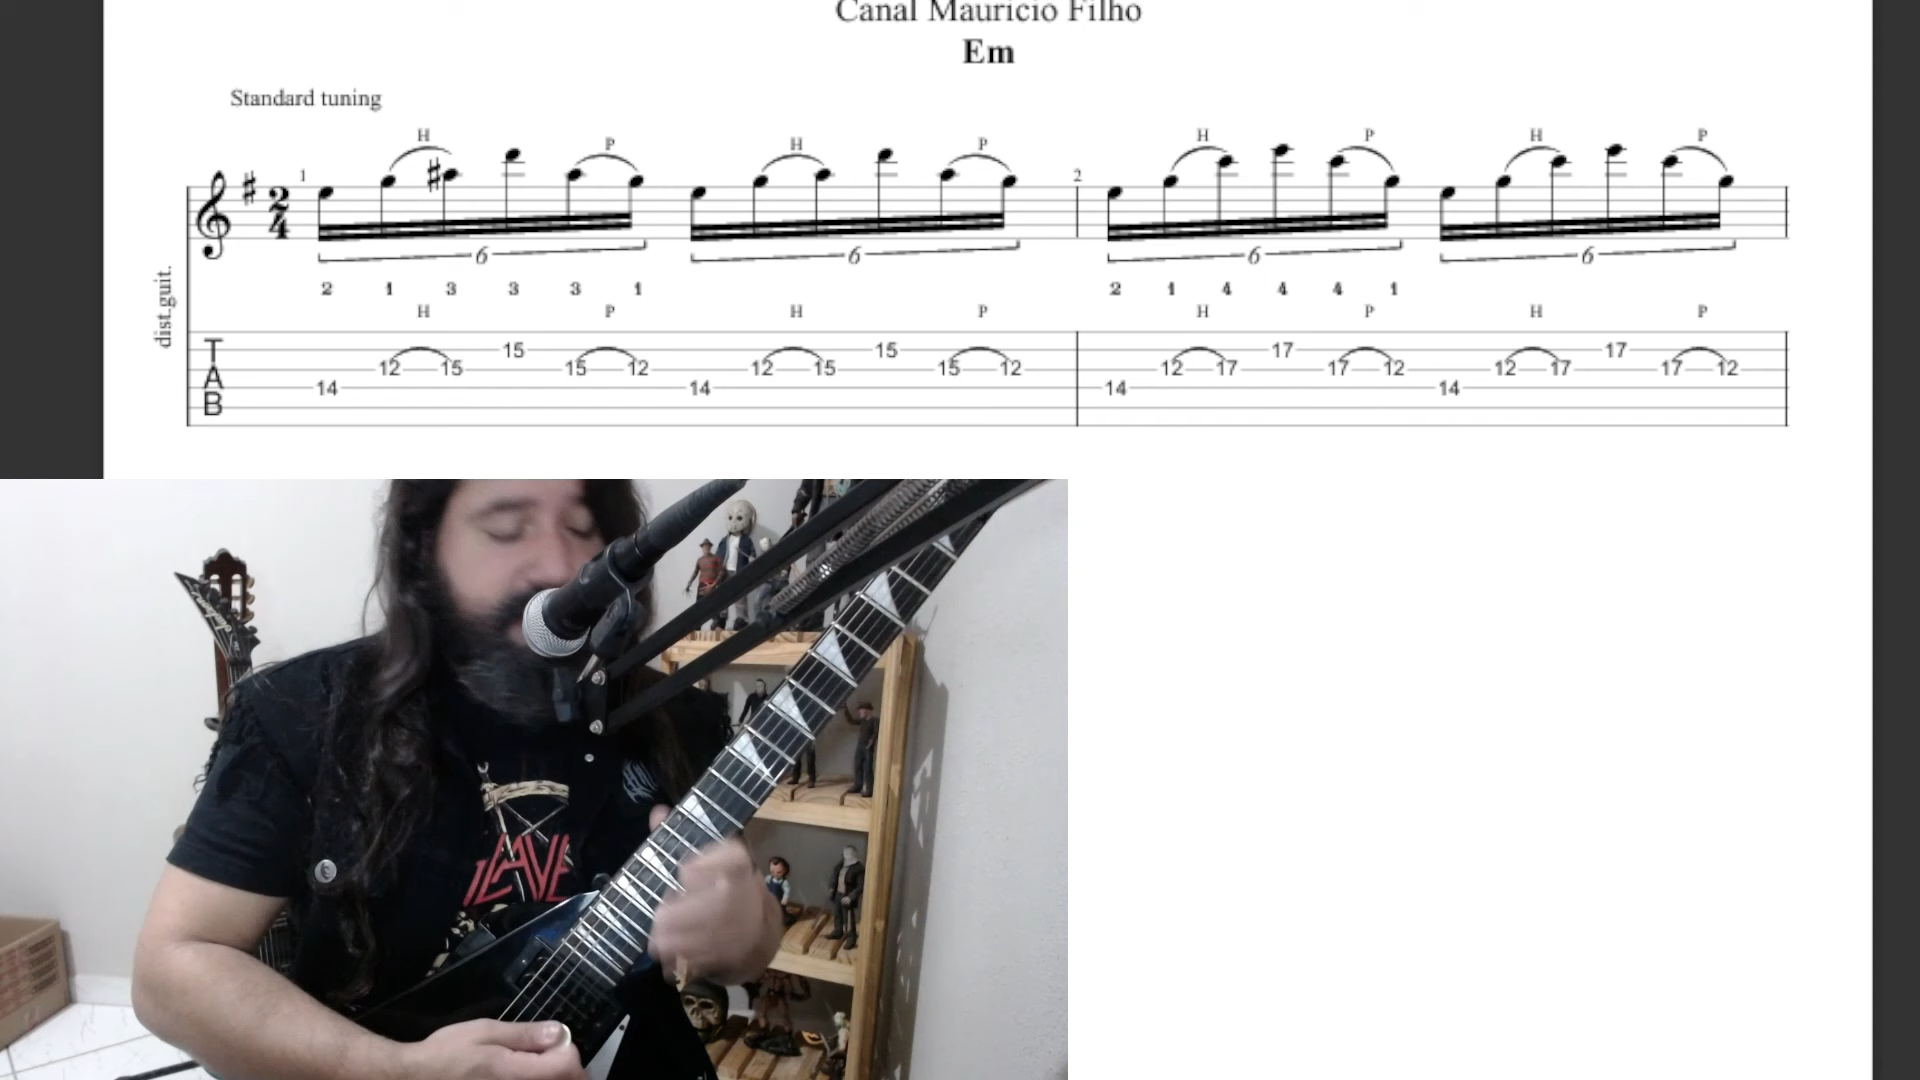 Canal Mauricio Filho
Em
Standard tuning
H P H P H P H P
1 2
2
4
6 6 6 6
dist.guit.
2 1 3 3 3 1 2 1 4 4 4 1
H P H P H P H P
T
A
B
15 15 17 17
12 15 15 12 12 15 15 12 12 17 17 12 12 17 17 12
14 14 14 14